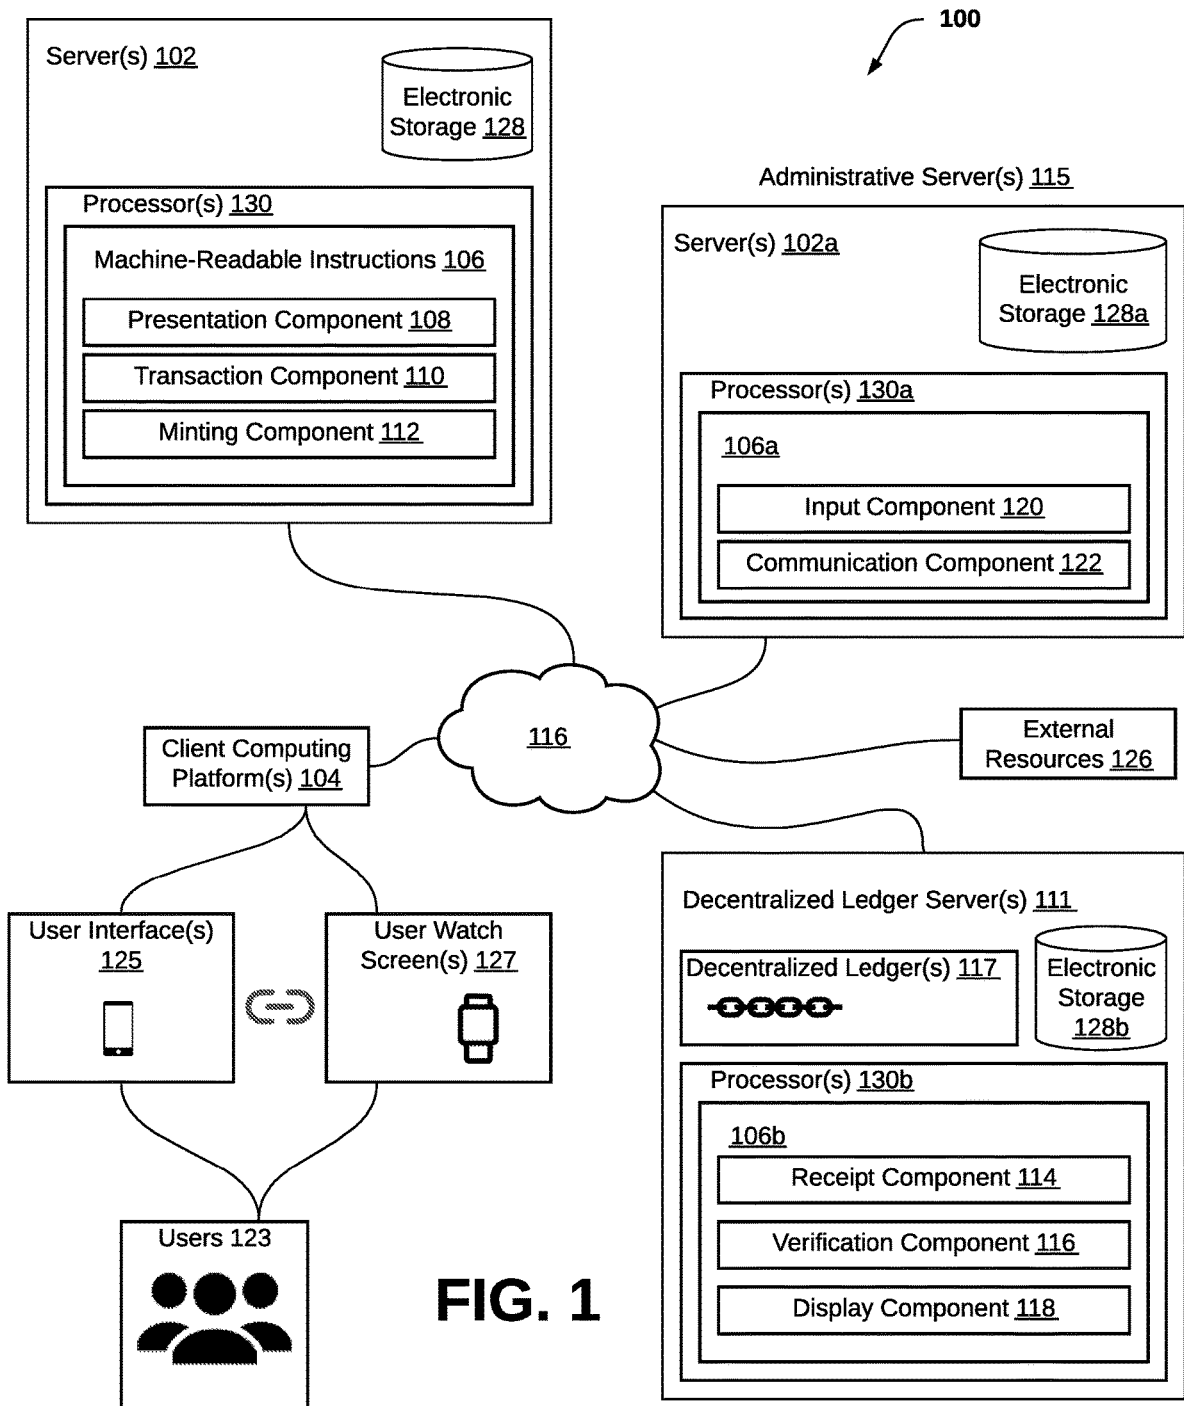 100
Server(s) 102
Electronic
Storage 128
Processor(s) 130
Machine-Readable Instructions 106
Presentation Component 108
Transaction Component 110
Minting Component 112
Administrative Server(s) 115
Server(s) 102a
Electronic
Storage 128a
Processor(s) 130a
106a
Input Component 120
Communication Component 122
116
Client Computing
Platform(s) 104
External
Resources 126
User Interface(s)
125
User Watch
Screen(s) 127
Users 123
Decentralized Ledger Server(s) 111
Decentralized Ledger(s) 117
Electronic
Storage
128b
Processor(s) 130b
106b
Receipt Component 114
Verification Component 116
Display Component 118
FIG. 1